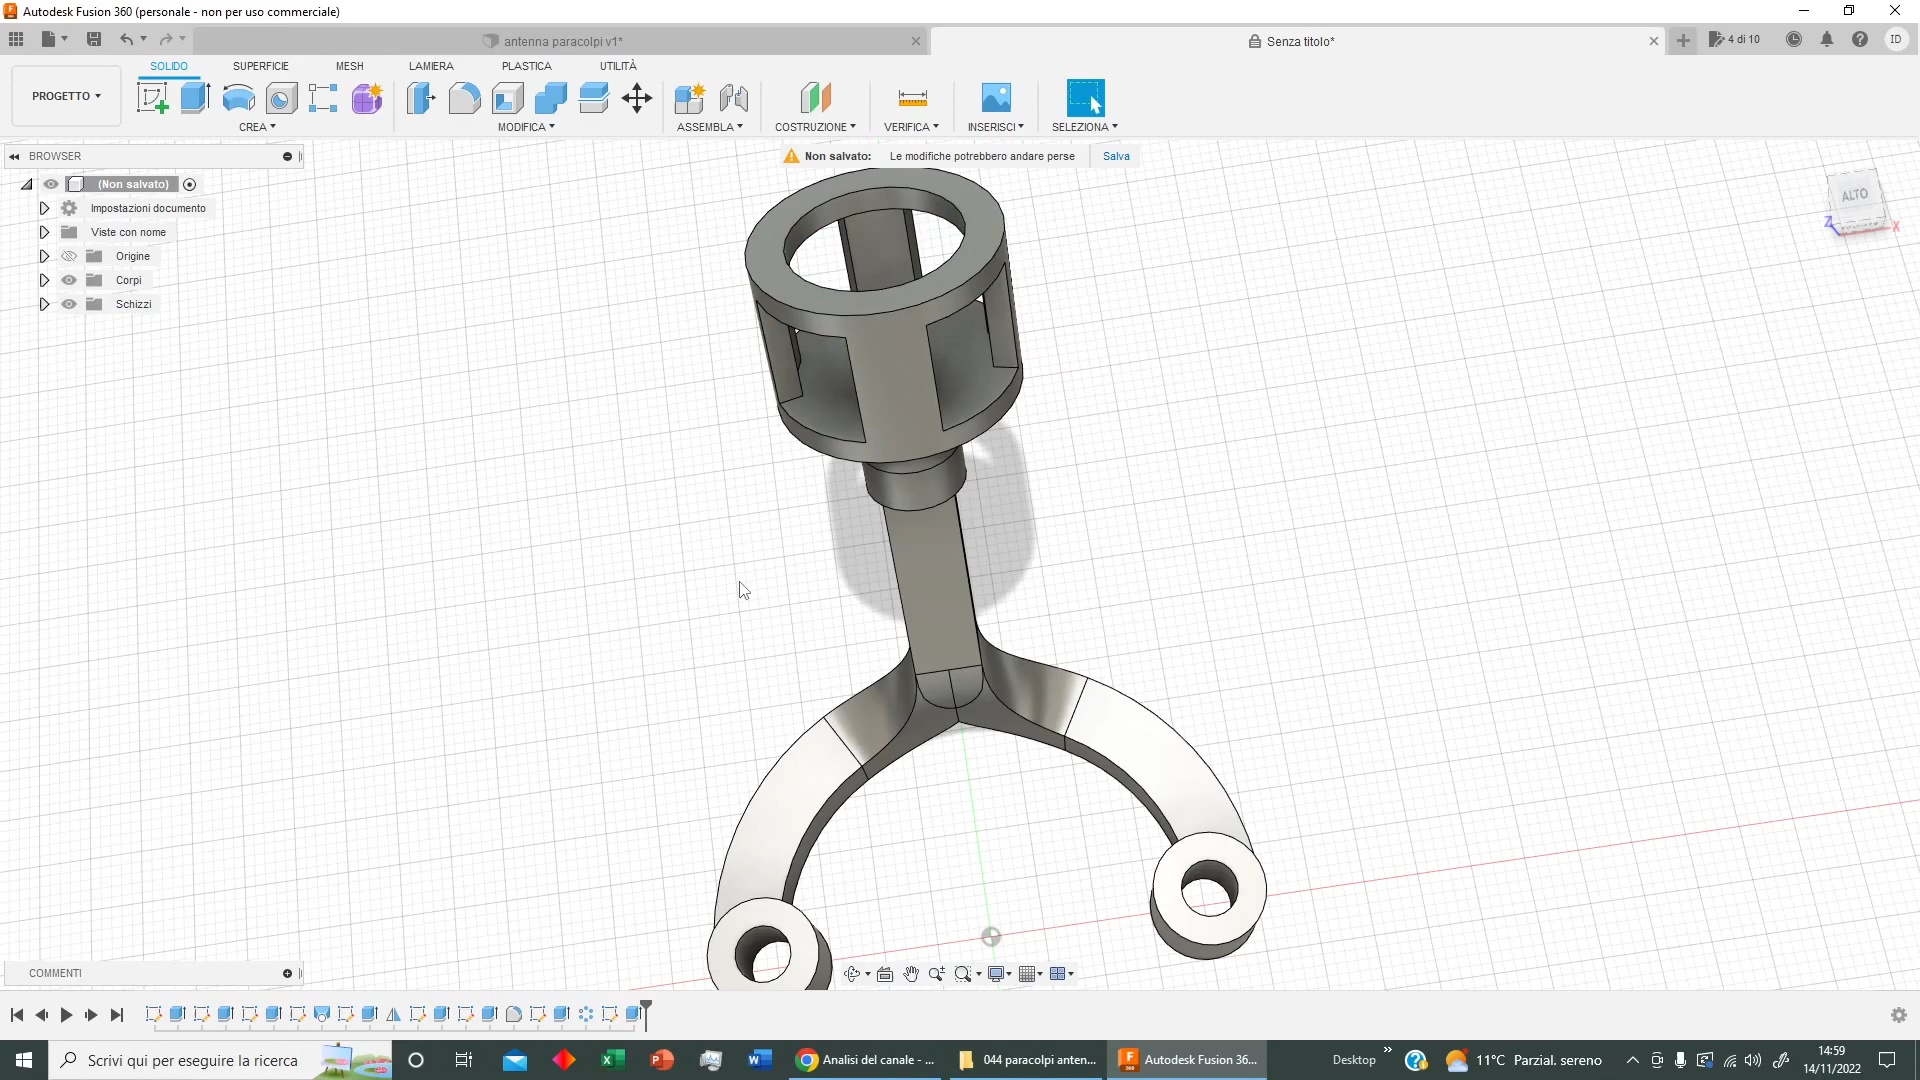 Autodesk Fusion 360 (personale - non per uso commerciale)
antenna paracolpi v1*
Senza titolo*
4 di 10
ID
PROGETTO
SOLIDO
SUPERFICIE
MESH
LAMIERA
PLASTICA
UTILITÀ
CREA
MODIFICA
ASSEMBLA
COSTRUZIONE
VERIFICA
INSERISCI
SELEZIONA
BROWSER
Non salvato: Le modifiche potrebbero andare perse Salva
(Non salvato)
Impostazioni documento
Viste con nome
Origine
Corpi
Schizzi
ALTO
Z
X
COMMENTI
Scrivi qui per eseguire la ricerca
Analisi del canale - ...
044 paracolpi anten...
Autodesk Fusion 36...
Desktop
11°C Parzial. sereno
14:59
14/11/2022